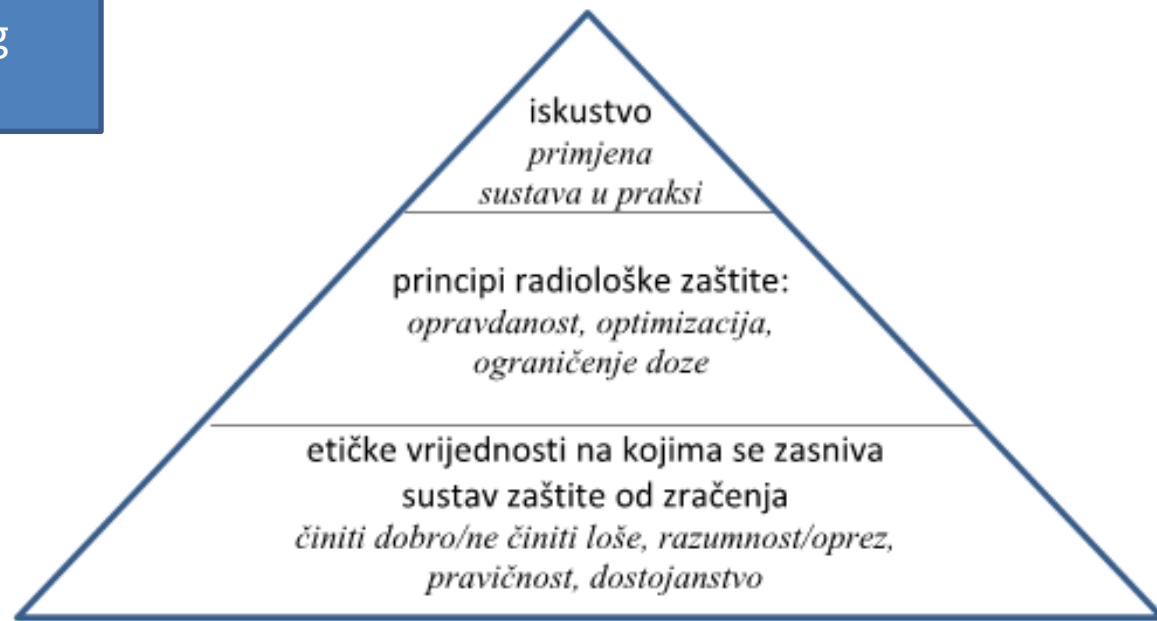 iskustvo
primjena
sustava u praksi
principi radiološke zaštite:
opravdanost, optimizacija,
ograničenje doze
etičke vrijednosti na kojima se zasniva
sustav zaštite od zračenja
činiti dobro/ne činiti loše, razumnost/oprez,
pravičnost, dostojanstvo